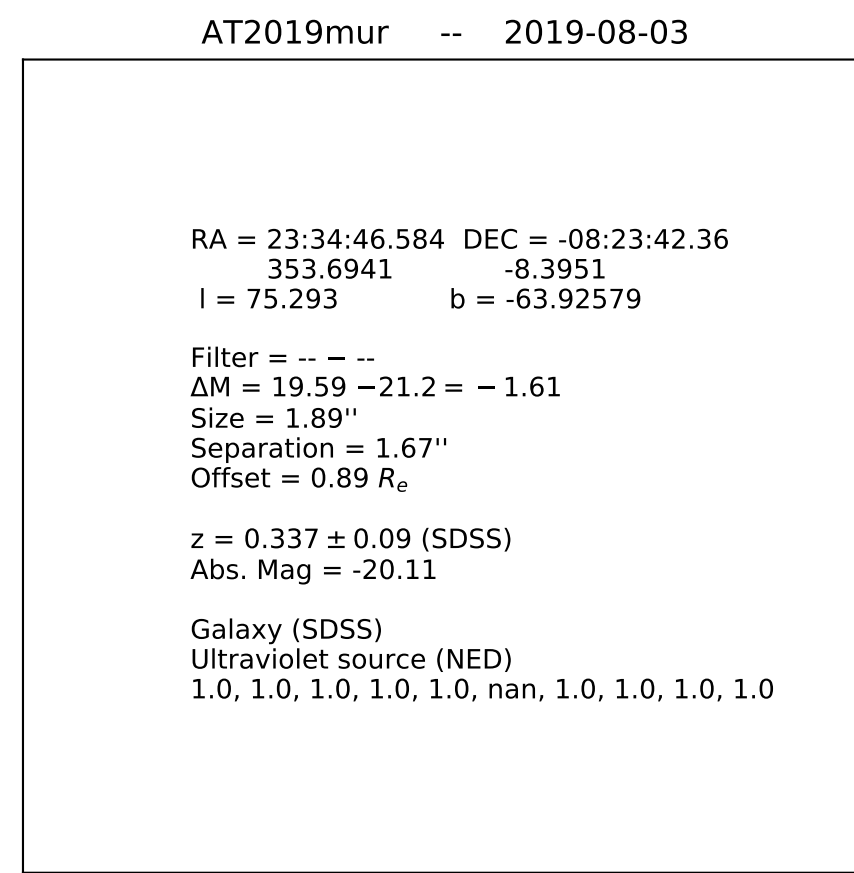 AT2019mur -- 2019-08-03
RA = 23:34:46.584 DEC = -08:23:42.36
353.6941 -8.3951
l = 75.293 b = -63.92579
Filter = -- − --
ΔM = 19.59 −21.2 = −1.61
Size = 1.89''
Separation = 1.67''
Offset = 0.89 Rₑ
z = 0.337 ± 0.09 (SDSS)
Abs. Mag = -20.11
Galaxy (SDSS)
Ultraviolet source (NED)
1.0, 1.0, 1.0, 1.0, 1.0, nan, 1.0, 1.0, 1.0, 1.0